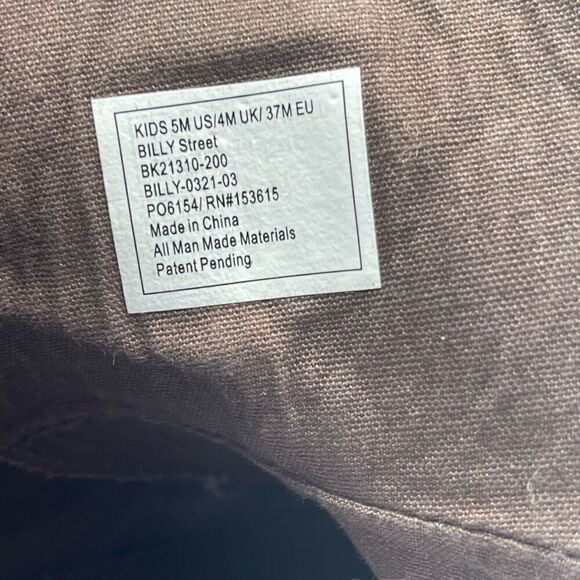 KIDS 5M US/4M UK/ 37M EU
BILLY Street
BK21310-200
BILLY-0321-03
PO6154/ RN#153615
Made in China
All Man Made Materials
Patent Pending